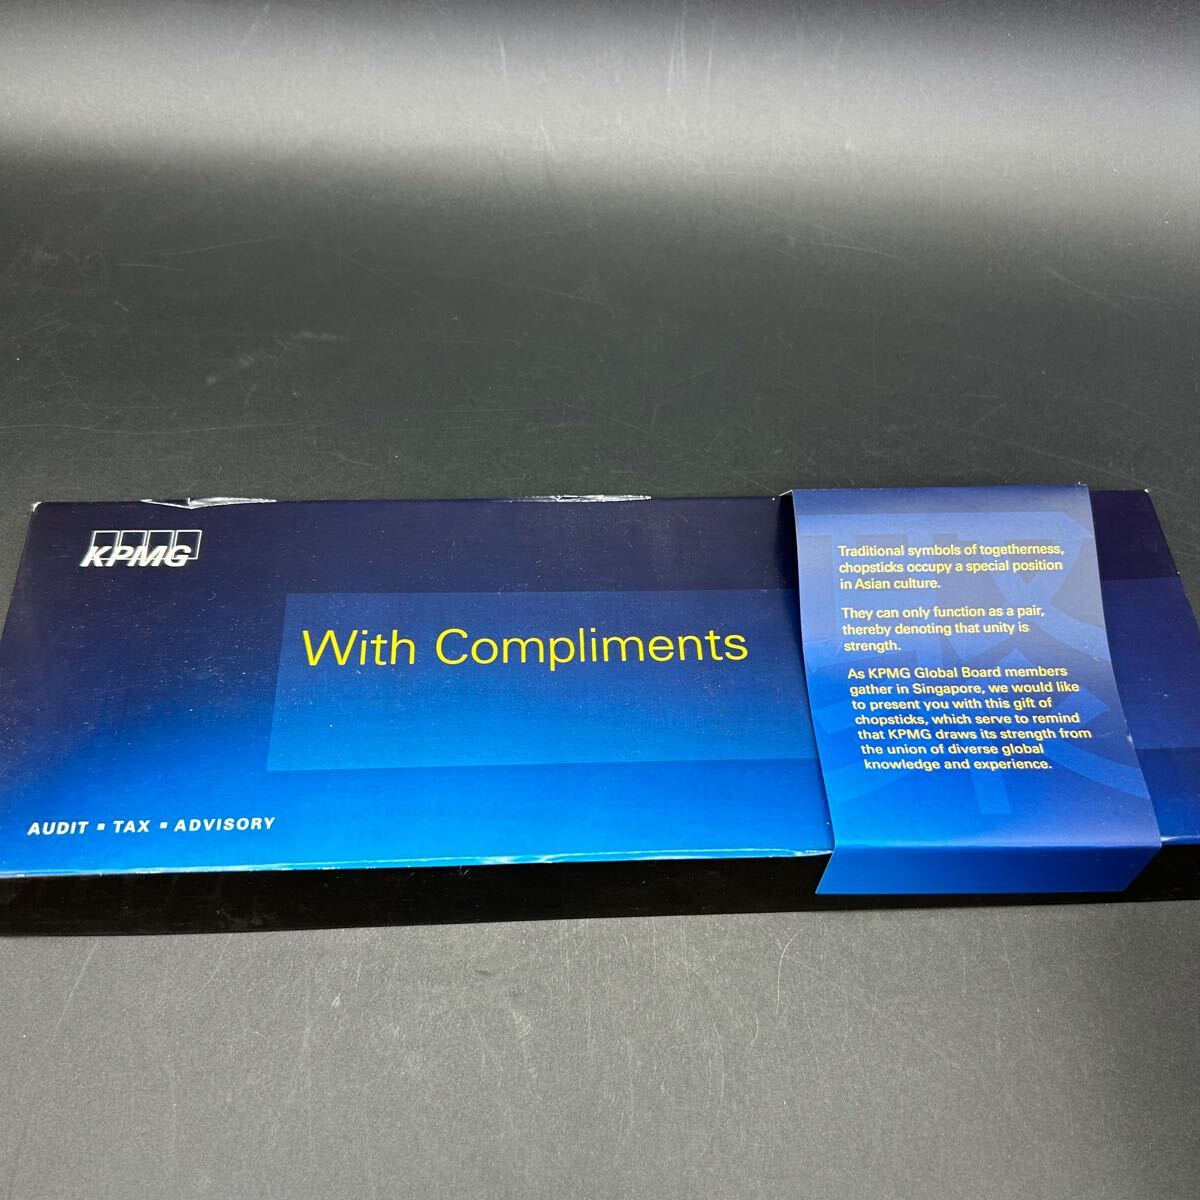 KPMG
With Compliments
AUDIT ▪ TAX ▪ ADVISORY
Traditional symbols of togetherness,
chopsticks occupy a special position
in Asian culture.
They can only function as a pair,
thereby denoting that unity is
strength.
As KPMG Global Board members
gather in Singapore, we would like
to present you with this gift of
chopsticks, which serve to remind
that KPMG draws its strength from
the union of diverse global
knowledge and experience.